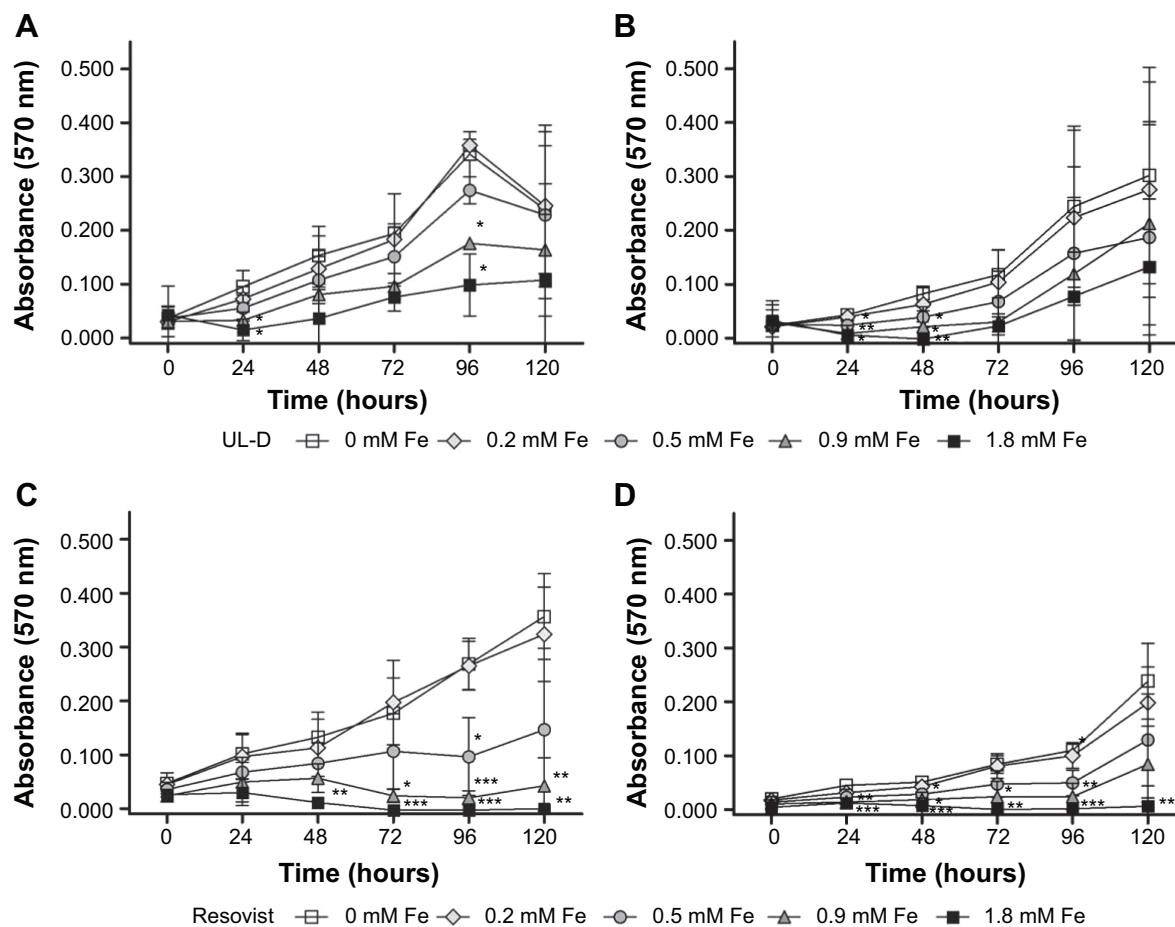 A
B
Absorbance (570 nm)
0.500
0.400
0.300
0.200
0.100
0.000
*
*
*
*
0 24 48 72 96 120
Time (hours)
Absorbance (570 nm)
0.500
0.400
0.300
0.200
0.100
0.000
*
**
*
*
*
**
0 24 48 72 96 120
Time (hours)
UL-D 0 mM Fe 0.2 mM Fe 0.5 mM Fe 0.9 mM Fe 1.8 mM Fe
C
D
Absorbance (570 nm)
0.500
0.400
0.300
0.200
0.100
0.000
**
*
***
*
***
***
**
**
0 24 48 72 96 120
Time (hours)
Absorbance (570 nm)
0.500
0.400
0.300
0.200
0.100
0.000
**
***
*
*
***
*
**
*
**
***
**
0 24 48 72 96 120
Time (hours)
Resovist 0 mM Fe 0.2 mM Fe 0.5 mM Fe 0.9 mM Fe 1.8 mM Fe